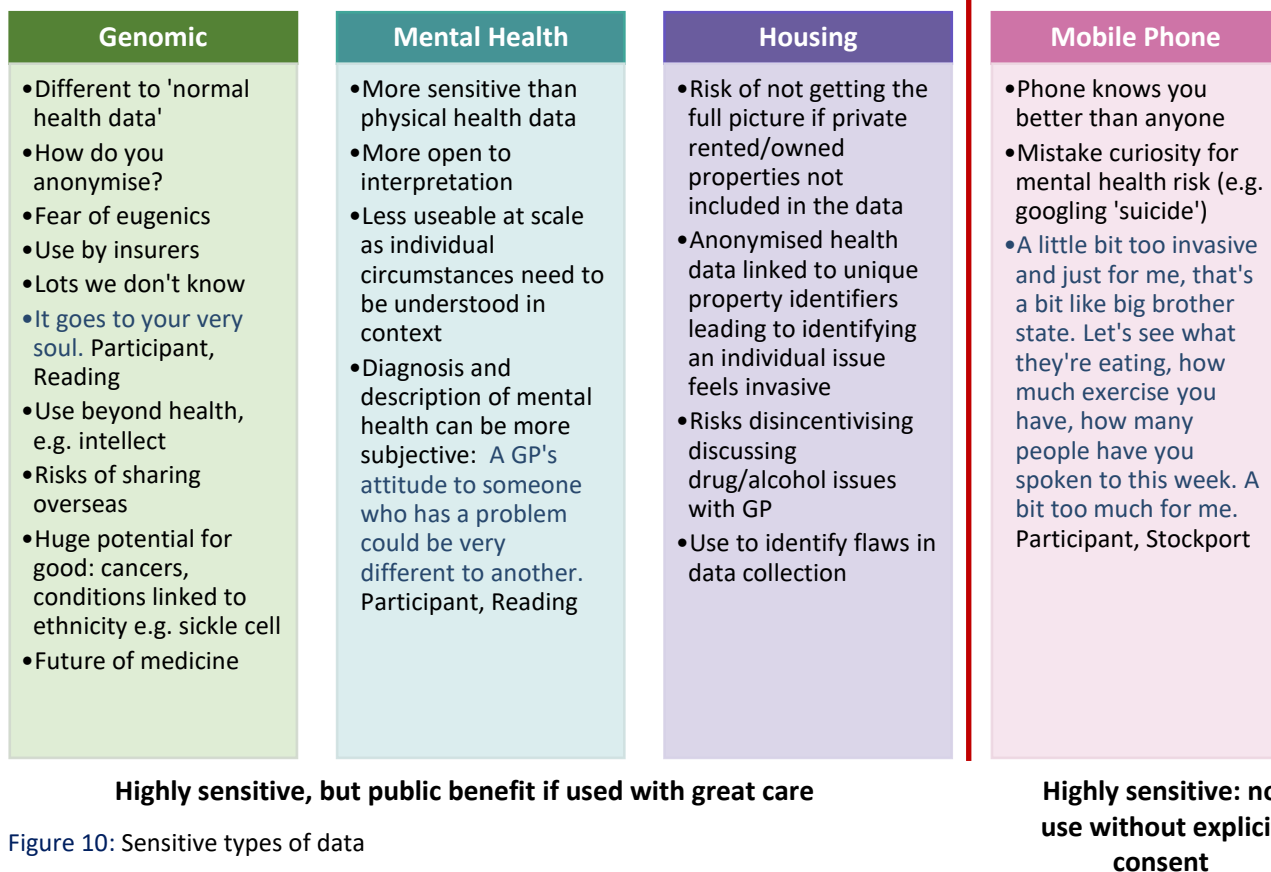 Genomic
•Different to 'normal
health data'
•How do you
anonymise?
•Fear of eugenics
•Use by insurers
•Lots we don't know
•It goes to your very
soul. Participant,
Reading
•Use beyond health,
e.g. intellect
•Risks of sharing
overseas
•Huge potential for
good: cancers,
conditions linked to
ethnicity e.g. sickle cell
•Future of medicine
Mental Health
•More sensitive than
physical health data
•More open to
interpretation
•Less useable at scale
as individual
circumstances need to
be understood in
context
•Diagnosis and
description of mental
health can be more
subjective: A GP's
attitude to someone
who has a problem
could be very
different to another.
Participant, Reading
Housing
•Risk of not getting the
full picture if private
rented/owned
properties not
included in the data
•Anonymised health
data linked to unique
property identifiers
leading to identifying
an individual issue
feels invasive
•Risks disincentivising
discussing
drug/alcohol issues
with GP
•Use to identify flaws in
data collection
Mobile Phone
•Phone knows you
better than anyone
•Mistake curiosity for
mental health risk (e.g.
googling 'suicide')
•A little bit too invasive
and just for me, that's
a bit like big brother
state. Let's see what
they're eating, how
much exercise you
have, how many
people have you
spoken to this week. A
bit too much for me.
Participant, Stockport
Highly sensitive, but public benefit if used with great care
Highly sensitive: no
use without explici
consent
Figure 10: Sensitive types of data